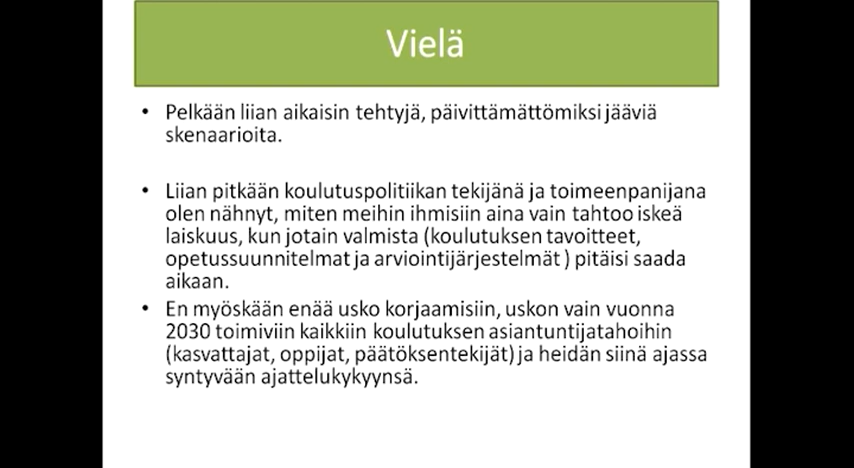 Vielä
• Pelkään liian aikaisin tehtyjä, päivittämättömiksi jääviä
skenaarioita.
• Liian pitkään koulutuspolitiikan tekijänä ja toimeenpanijana
olen nähnyt, miten meihin ihmisiin aina vain tahtoo iskeä
laiskuus, kun jotain valmista (koulutuksen tavoitteet,
opetussuunnitelmat ja arviointijärjestelmät ) pitäisi saada
aikaan.
• En myöskään enää usko korjaamisiin, uskon vain vuonna
2030 toimiviin kaikkiin koulutuksen asiantuntijatahoihin
(kasvattajat, oppijat, päätöksentekijät) ja heidän siinä ajassa
syntyvään ajattelukykyynsä.